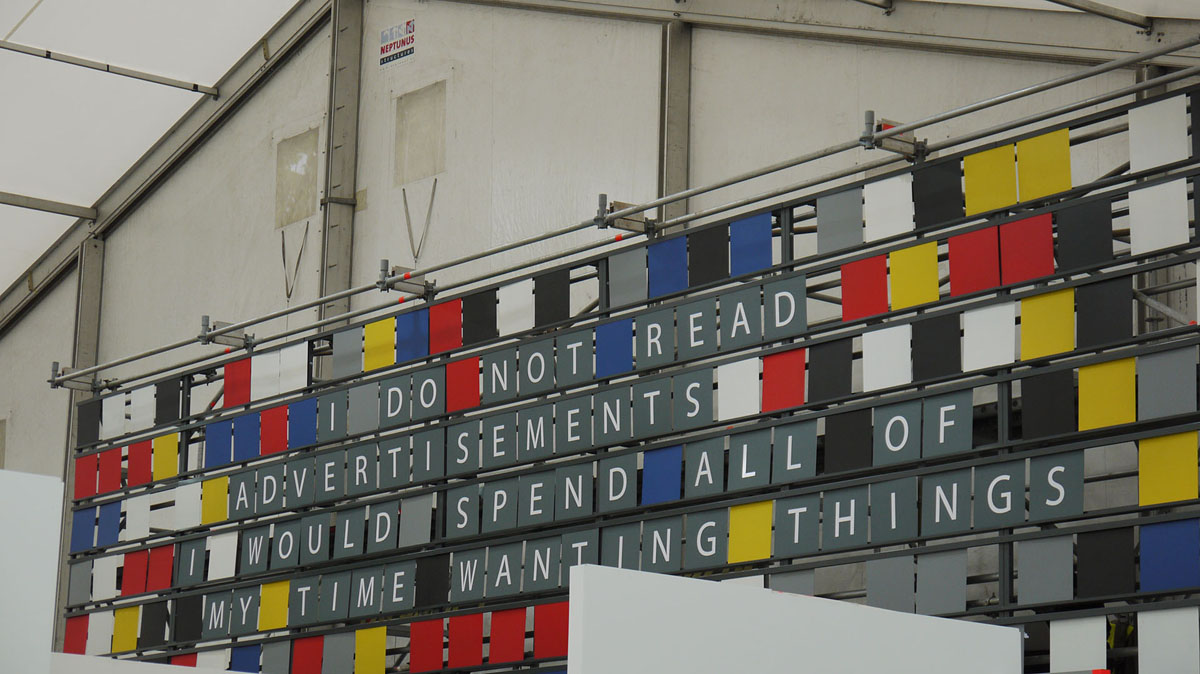 NEPTUNUS
I DO NOT READ
ADVERTISEMENTS
I WOULD SPEND ALL OF
MY TIME WANTING THINGS